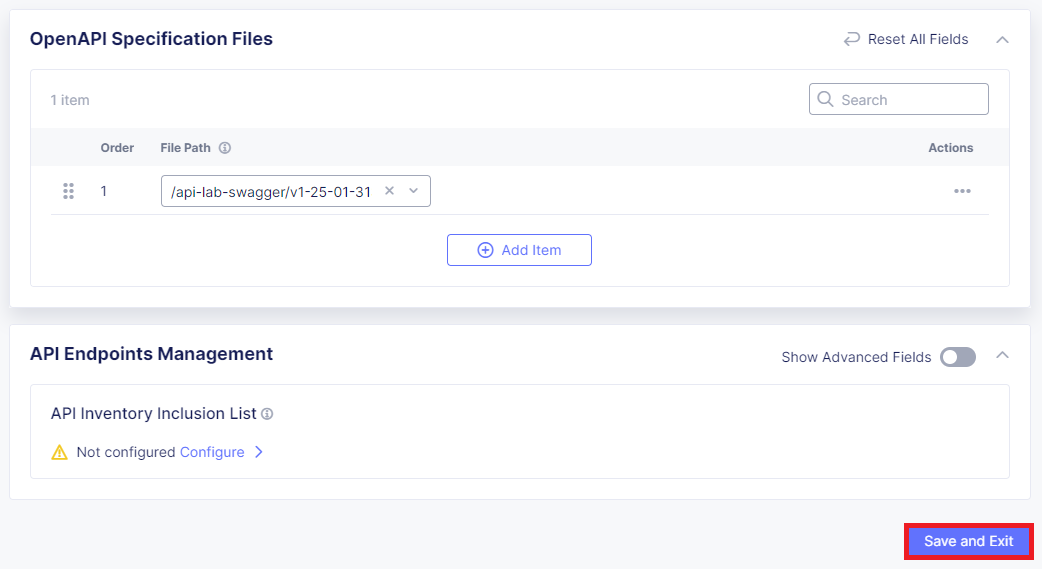 OpenAPI Specification Files
Reset All Fields
1 item
Search
Order File Path Actions
1 /api-lab-swagger/v1-25-01-31
Add Item
API Endpoints Management
Show Advanced Fields
API Inventory Inclusion List
Not configured Configure
Save and Exit